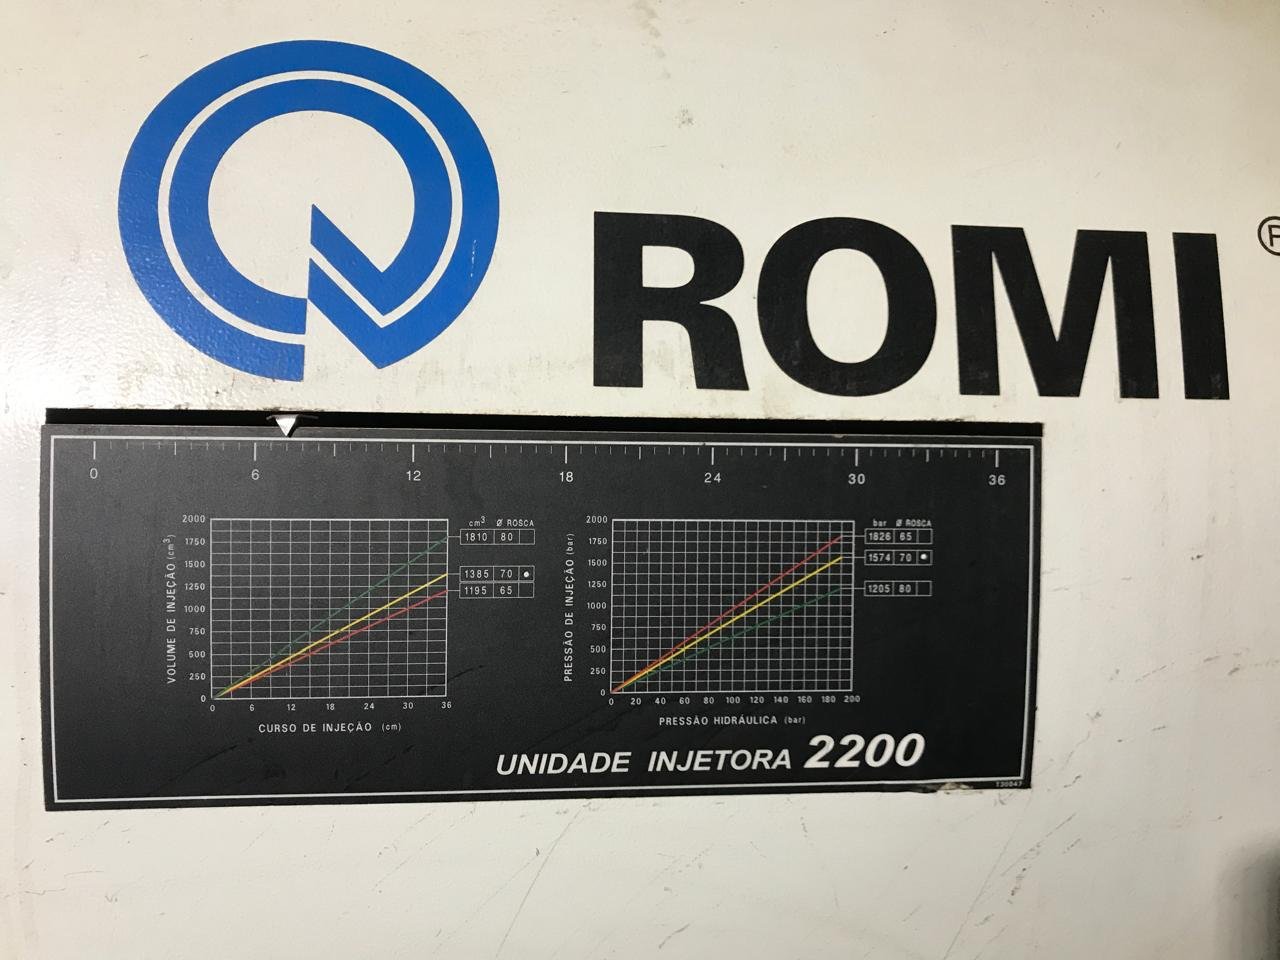 ROMI
®
0 6 12 18 24 30 36
cm³ Ø ROSCA
1810 80
1385 70
1195 65
VOLUME DE INJEÇÃO (cm³)
2000
1750
1500
1250
1000
750
500
250
0
0 6 12 18 24 30 36
CURSO DE INJEÇÃO (cm)
bar Ø ROSCA
1826 65
1574 70
1205 80
PRESSÃO DE INJEÇÃO (bar)
2000
1750
1500
1250
1000
750
500
250
0
0 20 40 60 80 100 120 140 160 180 200
PRESSÃO HIDRÁULICA (bar)
UNIDADE INJETORA 2200